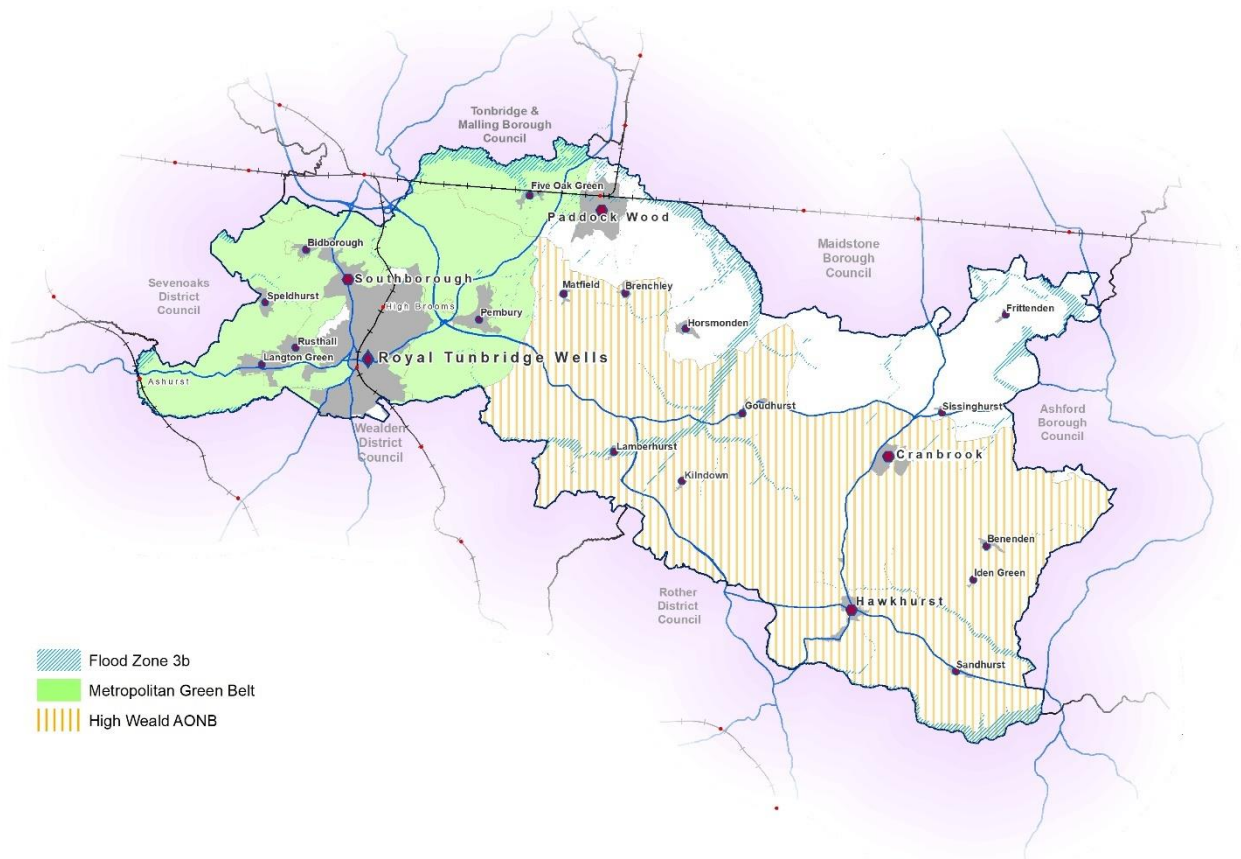 Tonbridge &
Malling Borough
Council
Five Oak Green
Paddock Wood
Bidborough
Maidstone
Borough
Council
Sevenoaks
District
Council
Southborough
Speldhurst
High Brooms
Matfield
Brenchley
Pembury
Horsmonden
Frittenden
Rusthall
Langton Green
Royal Tunbridge Wells
Ashurst
Goudhurst
Sissinghurst
Ashford
Borough
Council
Wealden
District
Council
Lamberhurst
Cranbrook
Kilndown
Benenden
Iden Green
Rother
District
Council
Hawkhurst
Sandhurst
Flood Zone 3b
Metropolitan Green Belt
High Weald AONB